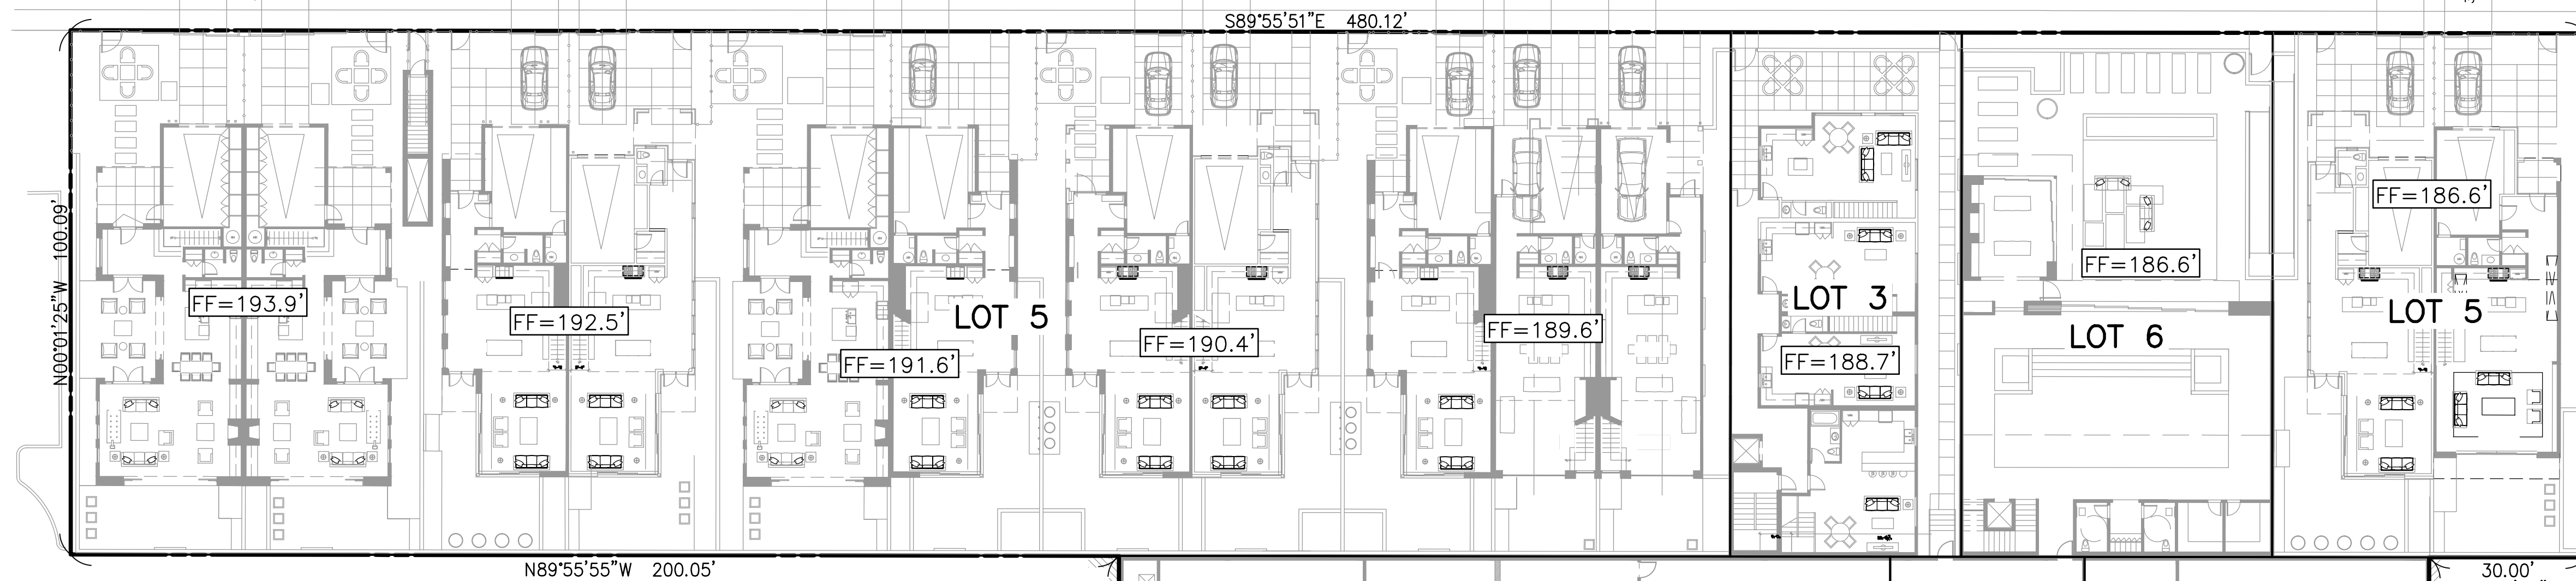 S89°55'51"E 480.12'
N00°01'25"W 100.09'
FF=193.9'
FF=192.5'
FF=191.6'
LOT 5
FF=190.4'
FF=189.6'
LOT 3
FF=188.7'
FF=186.6'
LOT 6
FF=186.6'
LOT 5
N89°55'55"W 200.05'
30.00'